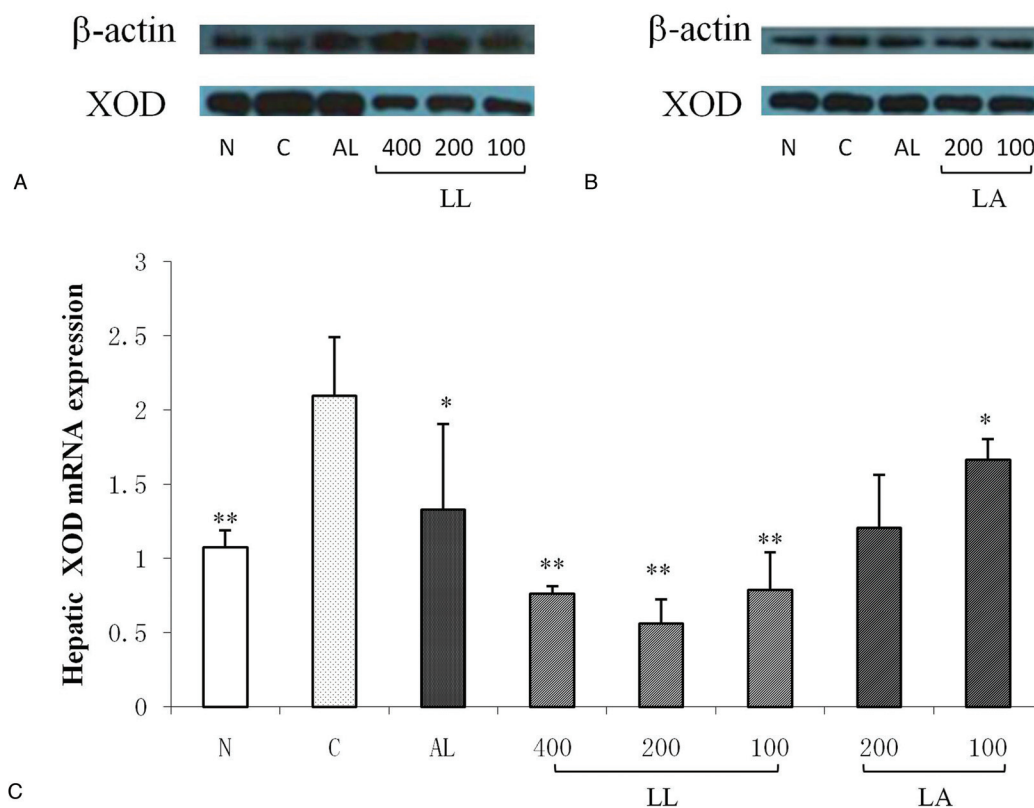 β-actin
XOD
N C AL 400 200 100
LL
A
β-actin
XOD
N C AL 200 100
LA
B
Hepatic XOD mRNA expression
3
2.5
2
1.5
1
0.5
0
**
*
**
**
**
*
N C AL 400 200 100 200 100
LL LA
C